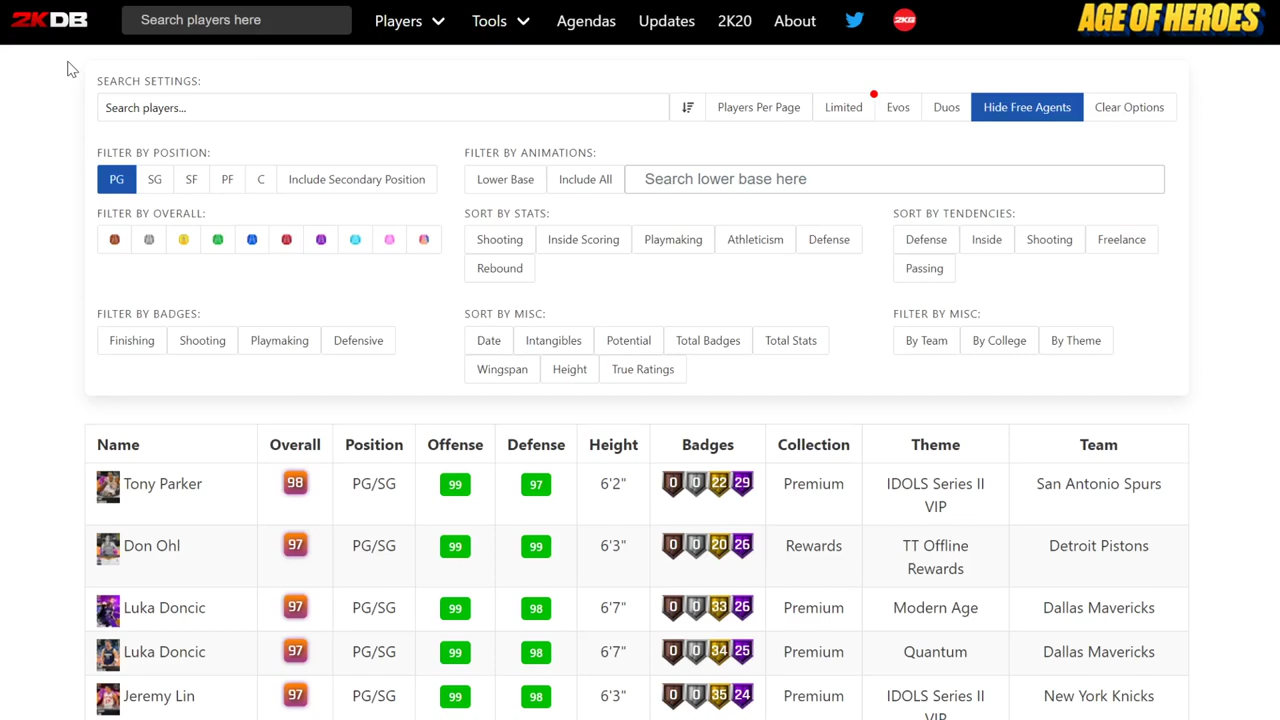 2KDB Search players here Players Tools Agendas Updates 2K20 About 2KG AGE OF HEROES
SEARCH SETTINGS:
Search players... Players Per Page Limited Evos Duos Hide Free Agents Clear Options
FILTER BY POSITION: FILTER BY ANIMATIONS:
PG SG SF PF C Include Secondary Position Lower Base Include All Search lower base here
FILTER BY OVERALL: SORT BY STATS: SORT BY TENDENCIES:
Shooting Inside Scoring Playmaking Athleticism Defense Defense Inside Shooting Freelance
Rebound Passing
FILTER BY BADGES: SORT BY MISC: FILTER BY MISC:
Finishing Shooting Playmaking Defensive Date Intangibles Potential Total Badges Total Stats By Team By College By Theme
Wingspan Height True Ratings
Name Overall Position Offense Defense Height Badges Collection Theme Team
Tony Parker 98 PG/SG 99 97 6'2" 0 0 22 29 Premium IDOLS Series II San Antonio Spurs
VIP
Don Ohl 97 PG/SG 99 99 6'3" 0 0 20 26 Rewards TT Offline Detroit Pistons
Rewards
Luka Doncic 97 PG/SG 99 98 6'7" 0 0 33 26 Premium Modern Age Dallas Mavericks
Luka Doncic 97 PG/SG 99 98 6'7" 0 0 34 25 Premium Quantum Dallas Mavericks
Jeremy Lin 97 PG/SG 99 98 6'3" 0 0 35 24 Premium IDOLS Series II New York Knicks
VIP